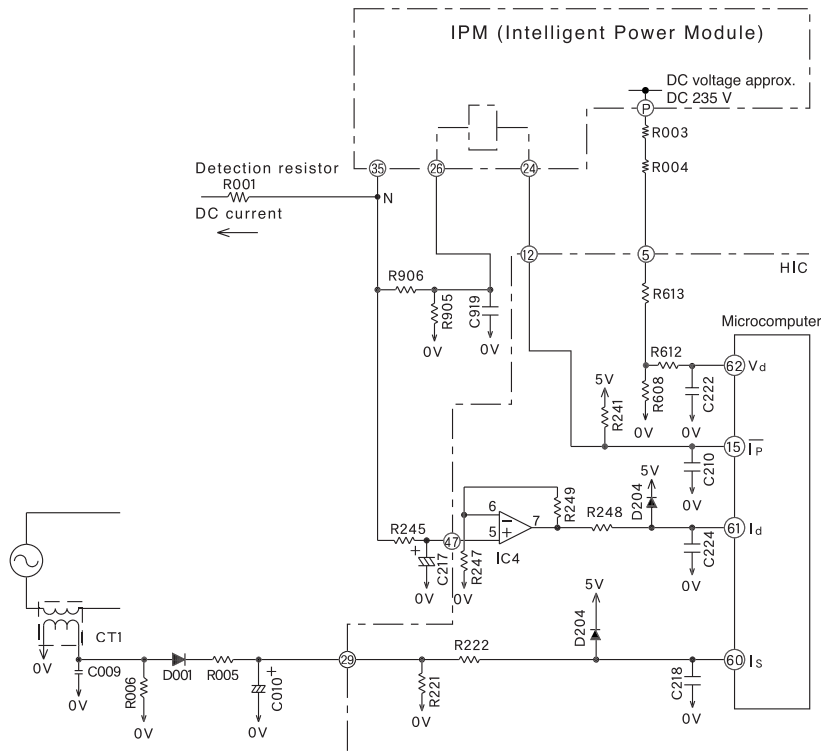 IPM (Intelligent Power Module)
DC voltage approx.
DC 235 V
P
R003
R004
35
26
24
Detection resistor
R001
N
DC current
12
5
HIC
R906
R905
C919
0V
0V
R613
Microcomputer
R612
62
Vd
5V
R241
R608
C222
0V
0V
15
IP
C210
0V
R249
5V
D204
6
7
R248
61
Id
R245
47
5
IC4
+
C217
R247
C224
0V
0V
0V
CT1
5V
D204
R222
29
60
IS
0V
C009
D001
R005
+
R006
C010
R221
C218
0V
0V
0V
0V
0V